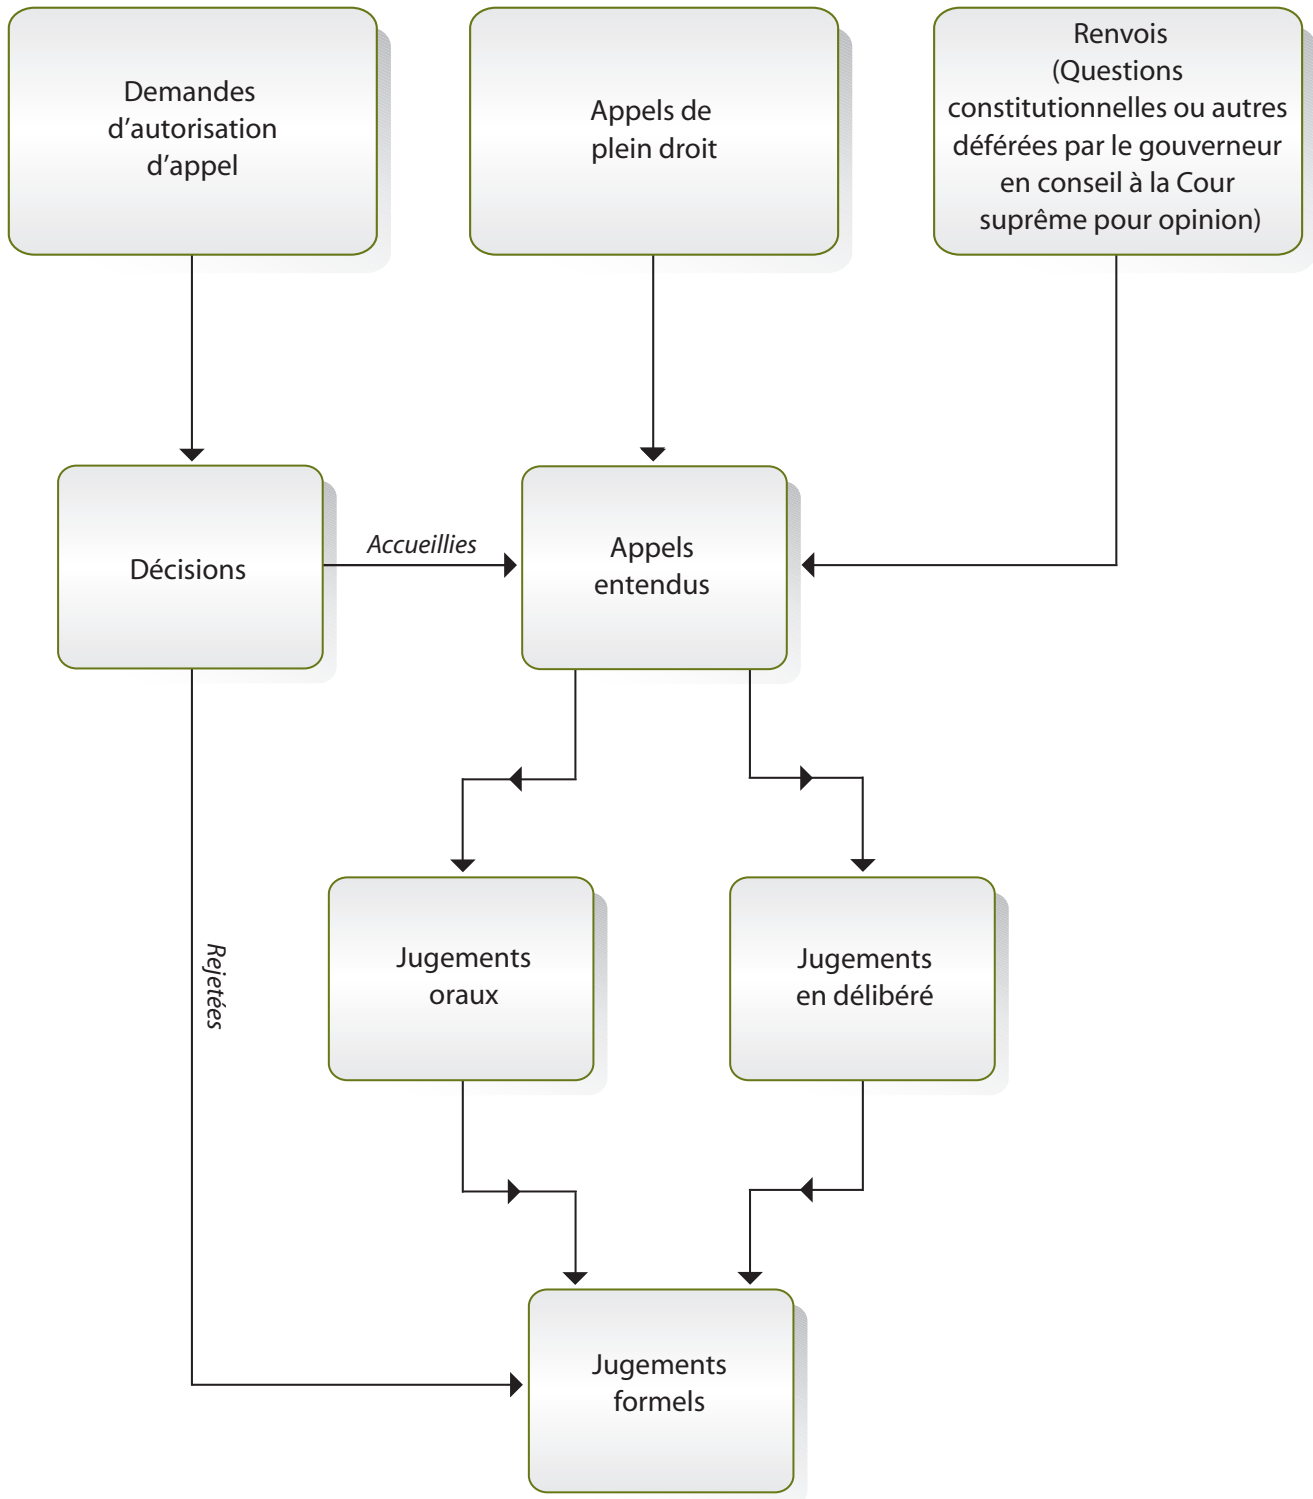 Demandes
d'autorisation
d'appel
Appels de
plein droit
Renvois
(Questions
constitutionnelles ou autres
déférées par le gouverneur
en conseil à la Cour
suprême pour opinion)
Décisions
Accueillies
Appels
entendus
Rejetées
Jugements
oraux
Jugements
en délibéré
Jugements
formels